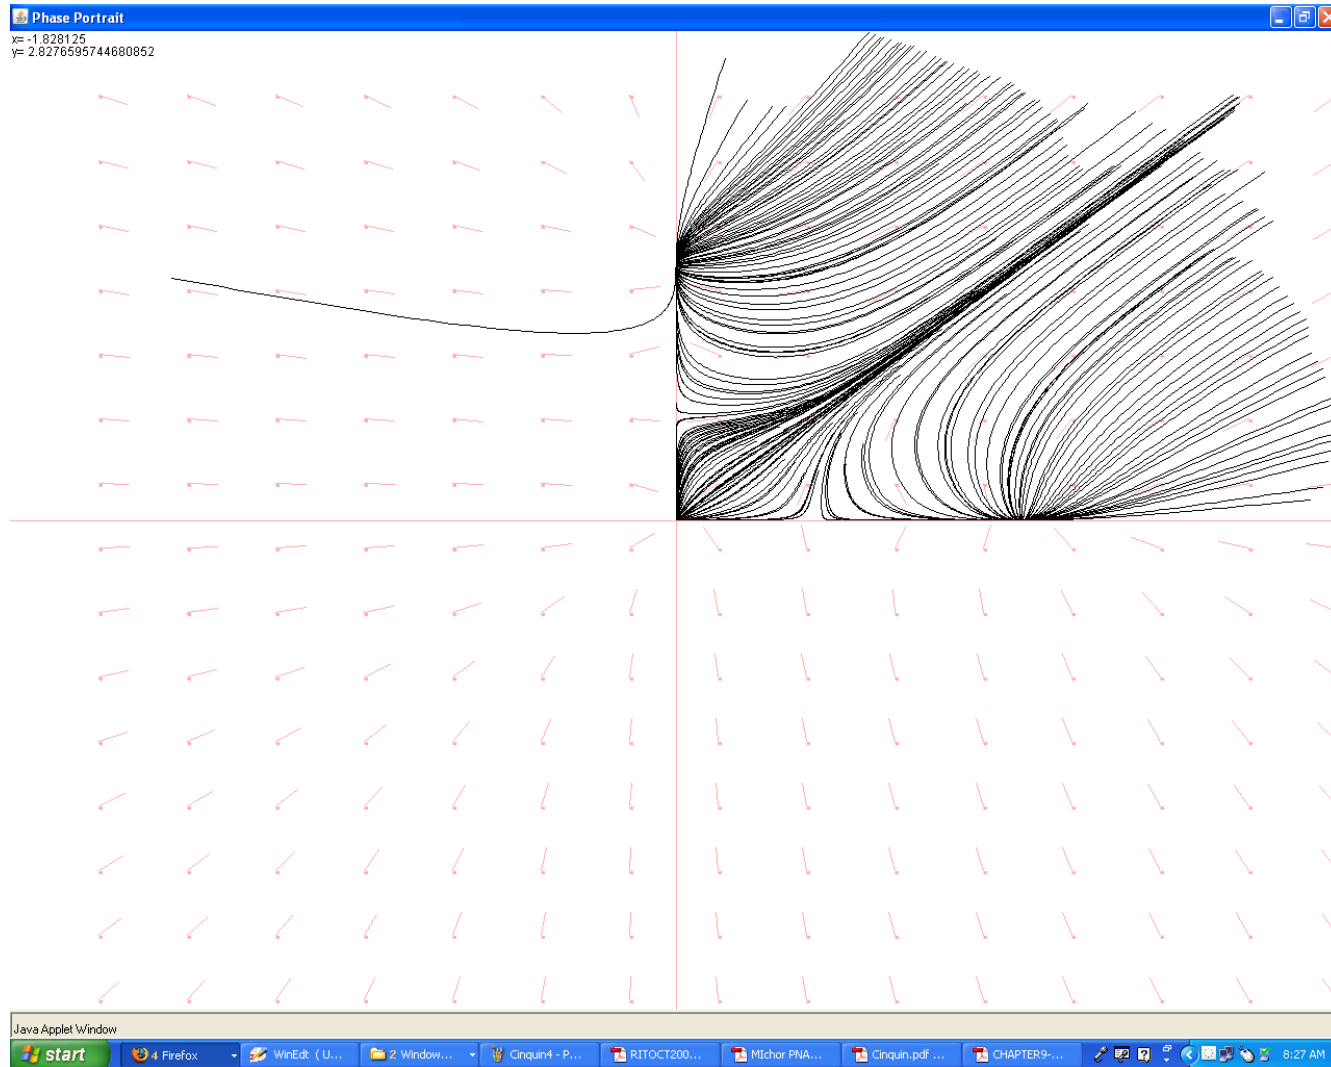 Phase Portrait
x= -1.828125
y= 2.8276595744680852
Java Applet Window
start
4 Firefox
WinEdt ( U...
2 Window...
Cinquin4 - P...
RITOCT200...
MIchor PNA...
Cinquin.pdf ...
CHAPTER9-...
8:27 AM